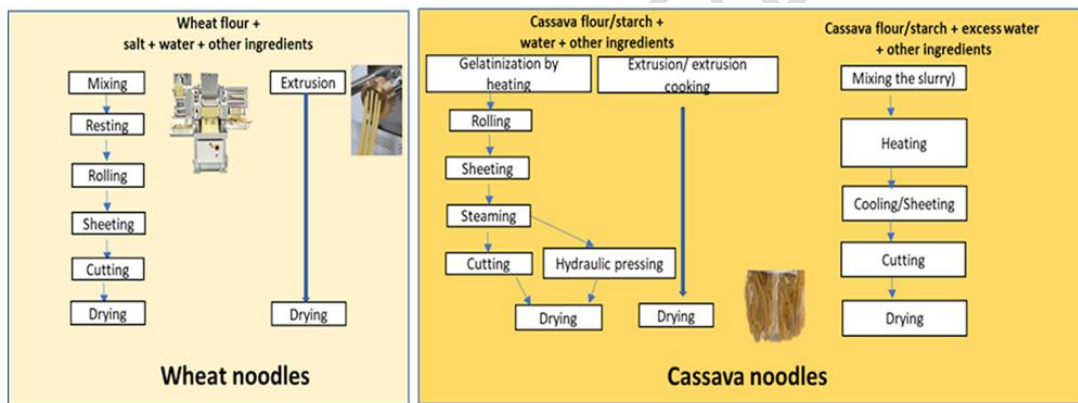 Wheat flour +
salt + water + other ingredients
Mixing
Resting
Rolling
Sheeting
Cutting
Drying
Extrusion
Drying
Wheat noodles
Cassava flour/starch +
water + other ingredients
Gelatinization by
heating
Rolling
Sheeting
Steaming
Cutting
Hydraulic pressing
Drying
Extrusion/ extrusion
cooking
Drying
Cassava flour/starch + excess water
+ other ingredients
Mixing the slurry)
Heating
Cooling/Sheeting
Cutting
Drying
Cassava noodles